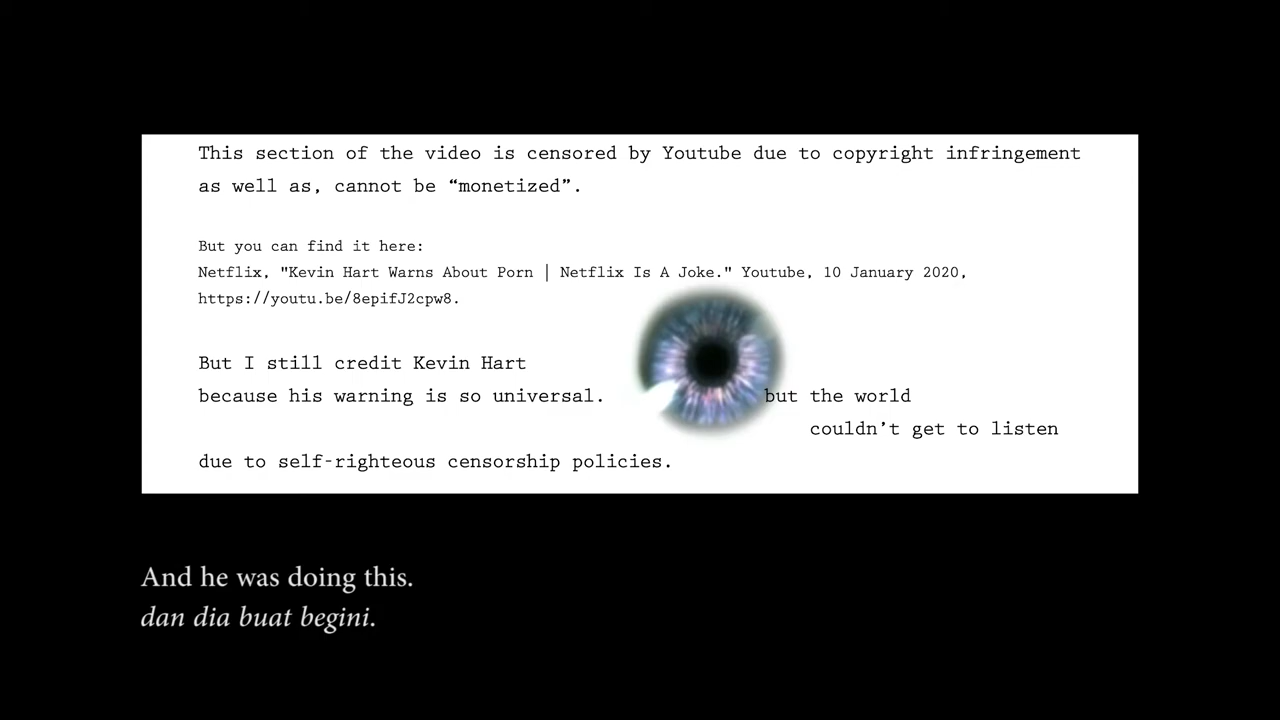 This section of the video is censored by Youtube due to copyright infringement
as well as, cannot be “monetized”.
But you can find it here:
Netflix, "Kevin Hart Warns About Porn | Netflix Is A Joke." Youtube, 10 January 2020,
https://youtu.be/8epifJ2cpw8.
But I still credit Kevin Hart
because his warning is so universal. but the world
couldn’t get to listen
due to self-righteous censorship policies.
And he was doing this.
dan dia buat begini.